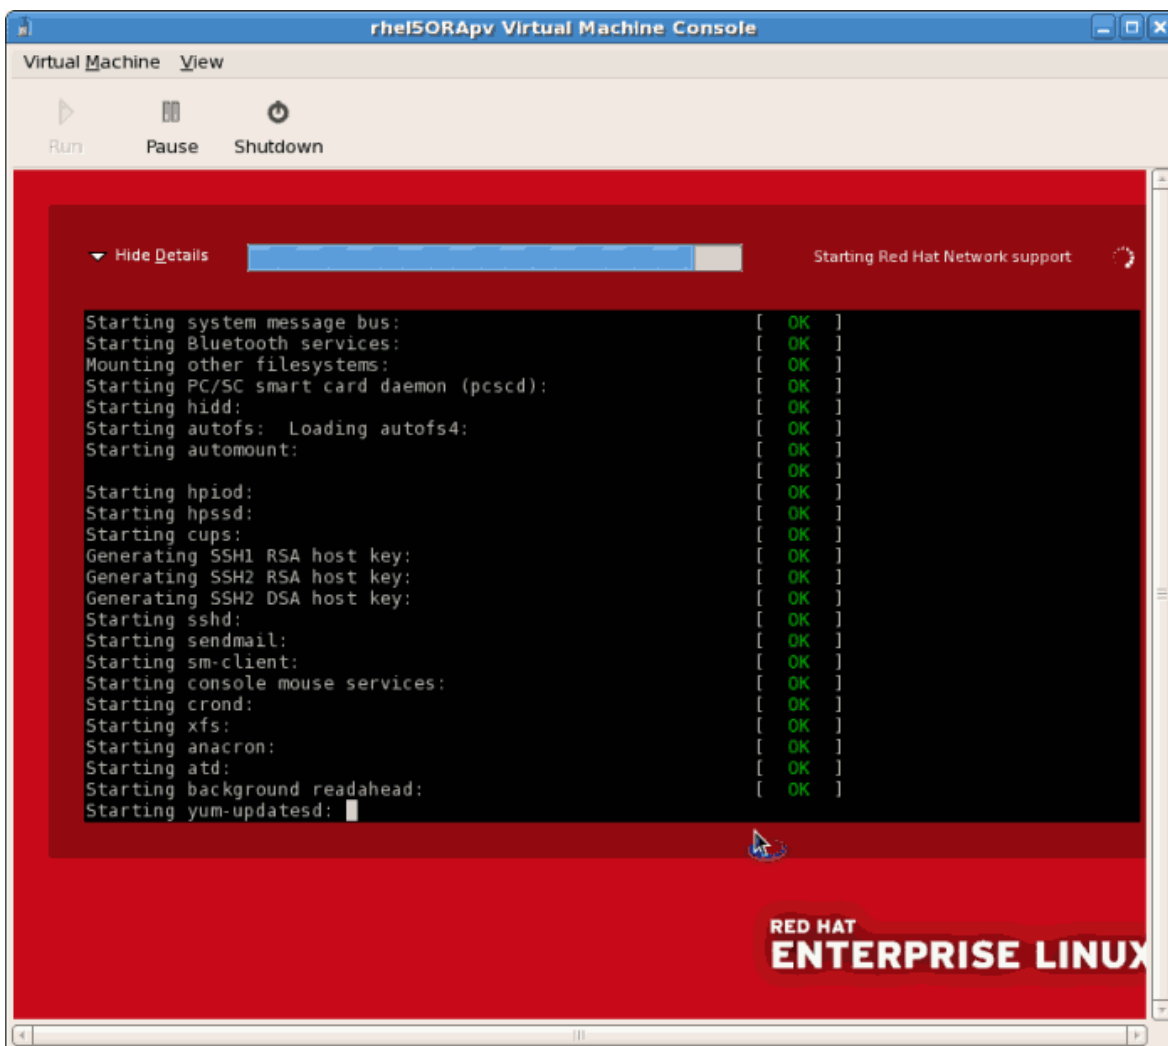 rhel5ORApv Virtual Machine Console
Virtual Machine View
Run Pause Shutdown
Hide Details Starting Red Hat Network support
Starting system message bus: [ OK ]
Starting Bluetooth services: [ OK ]
Mounting other filesystems: [ OK ]
Starting PC/SC smart card daemon (pcscd): [ OK ]
Starting hidd: [ OK ]
Starting autofs: Loading autofs4: [ OK ]
Starting automount: [ OK ]
[ OK ]
Starting hpiod: [ OK ]
Starting hpssd: [ OK ]
Starting cups: [ OK ]
Generating SSH1 RSA host key: [ OK ]
Generating SSH2 RSA host key: [ OK ]
Generating SSH2 DSA host key: [ OK ]
Starting sshd: [ OK ]
Starting sendmail: [ OK ]
Starting sm-client: [ OK ]
Starting console mouse services: [ OK ]
Starting crond: [ OK ]
Starting xfs: [ OK ]
Starting anacron: [ OK ]
Starting atd: [ OK ]
Starting background readahead: [ OK ]
Starting yum-updatesd:
RED HAT
ENTERPRISE LINUX